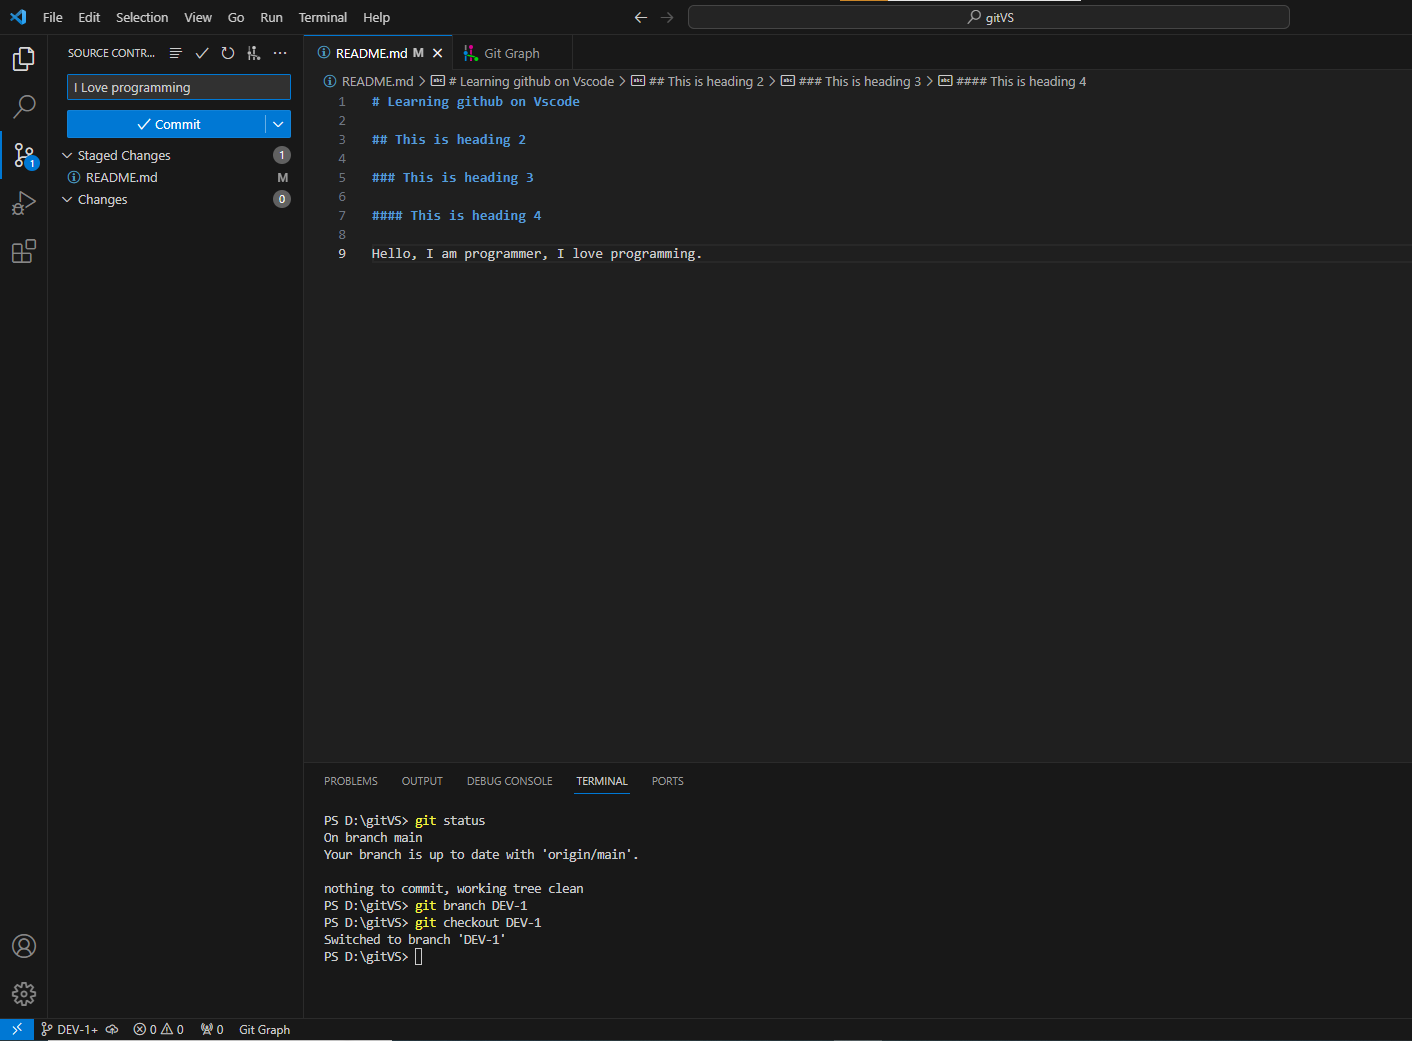 File Edit Selection View Go Run Terminal Help
gitVS
SOURCE CONTR...
I Love programming
Commit
Staged Changes 1
README.md M
Changes 0
1
README.md M
Git Graph
README.md > # Learning github on Vscode > ## This is heading 2 > ### This is heading 3 > #### This is heading 4
1 # Learning github on Vscode
2
3 ## This is heading 2
4
5 ### This is heading 3
6
7 #### This is heading 4
8
9 Hello, I am programmer, I love programming.
PROBLEMS OUTPUT DEBUG CONSOLE TERMINAL PORTS
PS D:\gitVS> git status
On branch main
Your branch is up to date with 'origin/main'.
nothing to commit, working tree clean
PS D:\gitVS> git branch DEV-1
PS D:\gitVS> git checkout DEV-1
Switched to branch 'DEV-1'
PS D:\gitVS>
DEV-1+ 0 0 0 Git Graph